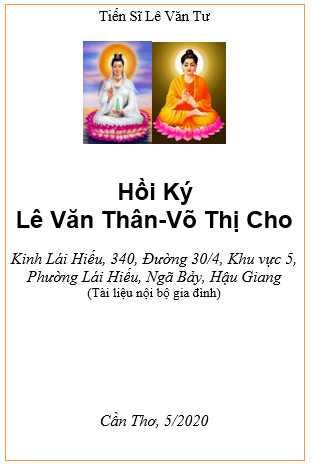 Tiến Sĩ Lê Văn Tư
Hồi Ký
Lê Văn Thân-Võ Thị Cho
Kinh Lái Hiếu, 340, Đường 30/4, Khu vực 5,
Phường Lái Hiếu, Ngã Bảy, Hậu Giang
(Tài liệu nội bộ gia đình)
Cần Thơ, 5/2020